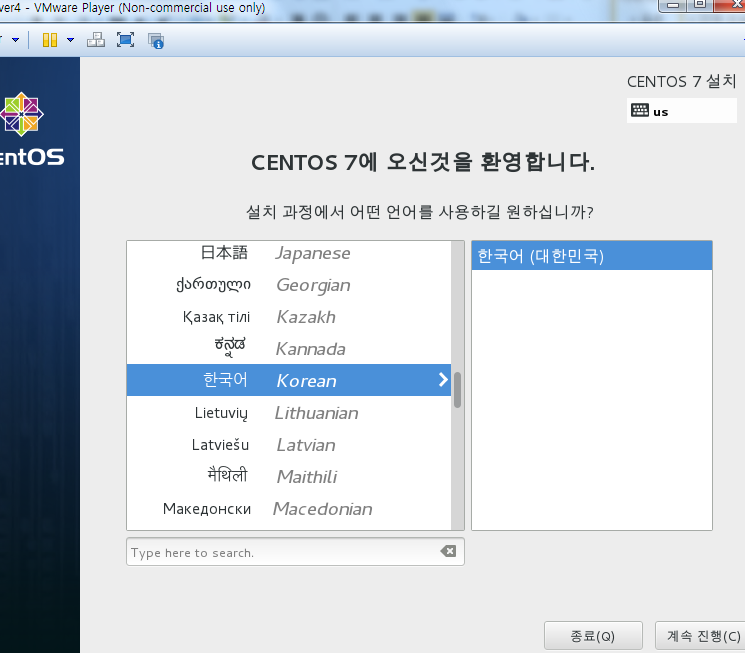 ver4 - VMware Player (Non-commercial use only)
entOS
CENTOS 7 설치
us
CENTOS 7에 오신것을 환영합니다.
설치 과정에서 어떤 언어를 사용하길 원하십니까?
日本語 Japanese
ქართული Georgian
Қазақ тілі Kazakh
ಕನ್ನಡ Kannada
한국어 Korean
Lietuvių Lithuanian
Latviešu Latvian
मैथिली Maithili
Македонски Macedonian
한국어 (대한민국)
Type here to search.
종료(Q)
계속 진행(C)